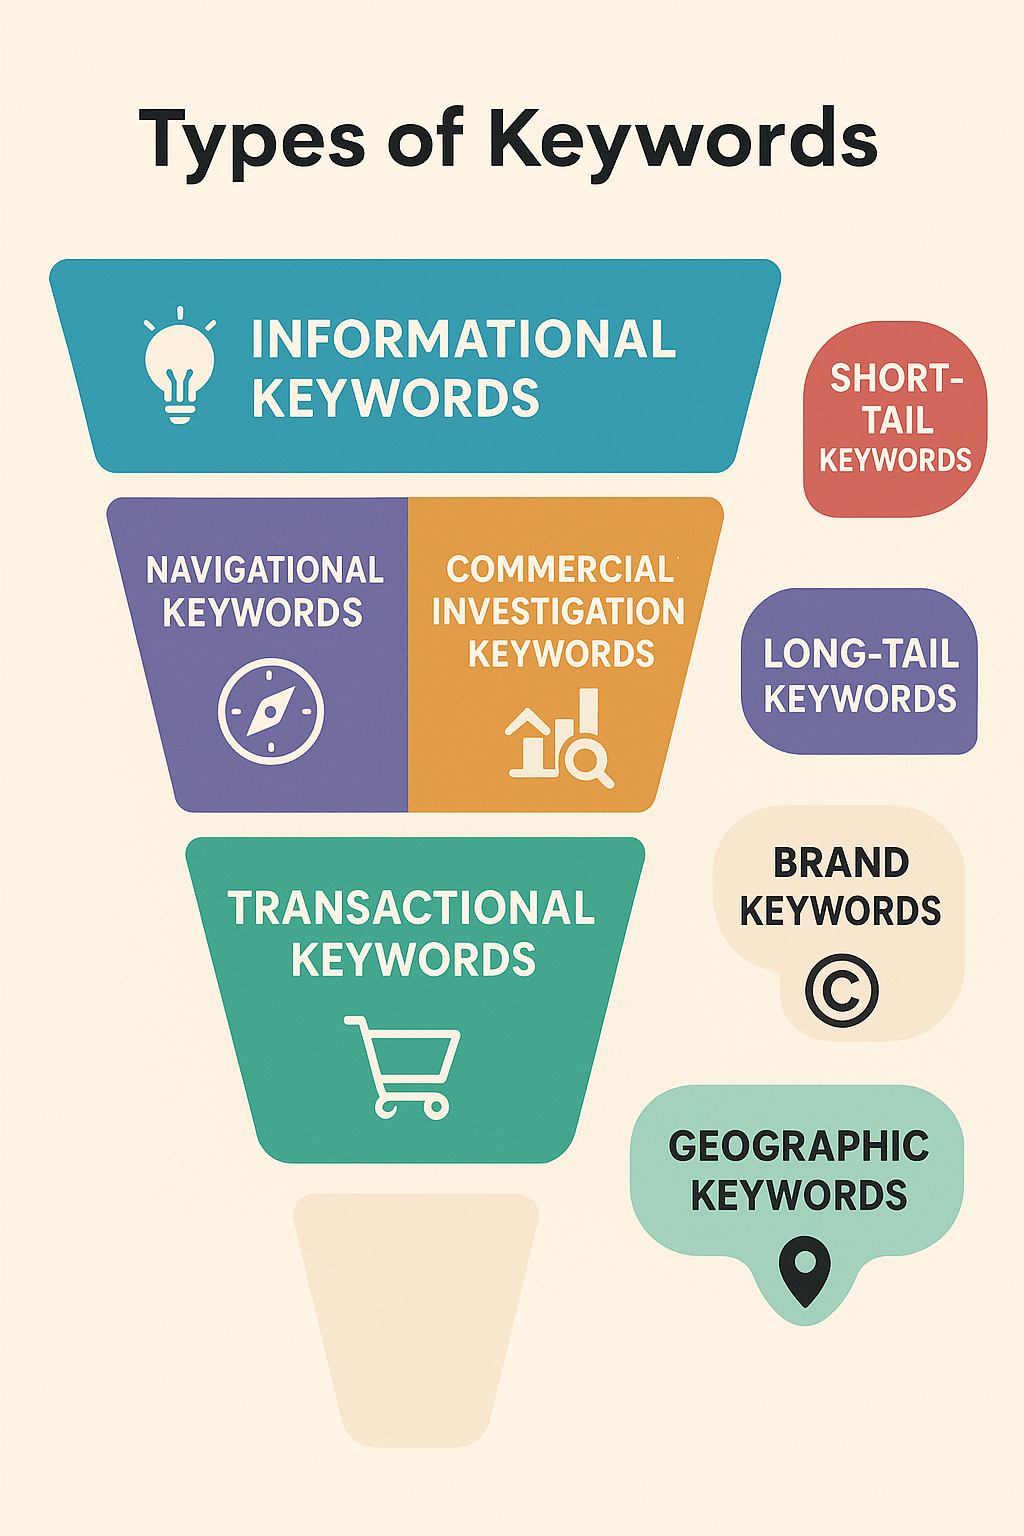 Types of Keywords
INFORMATIONAL
KEYWORDS
NAVIGATIONAL
KEYWORDS
COMMERCIAL
INVESTIGATION
KEYWORDS
TRANSACTIONAL
KEYWORDS
SHORT-
TAIL
KEYWORDS
LONG-TAIL
KEYWORDS
BRAND
KEYWORDS
©
GEOGRAPHIC
KEYWORDS